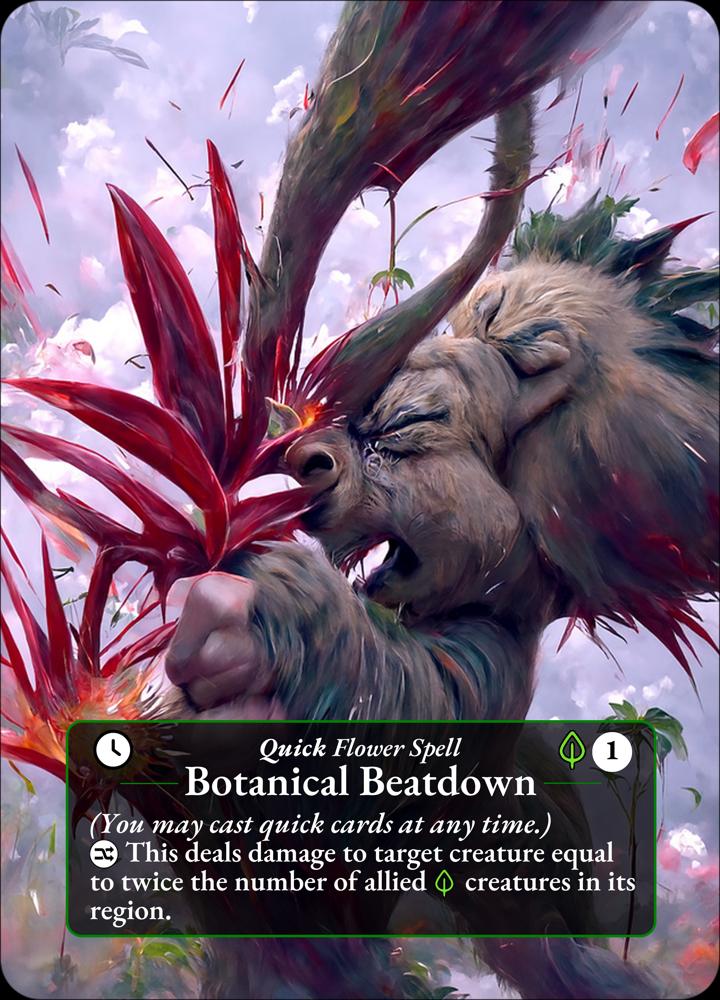 Quick Flower Spell
1
Botanical Beatdown
(You may cast quick cards at any time.)
This deals damage to target creature equal
to twice the number of allied creatures in its
region.